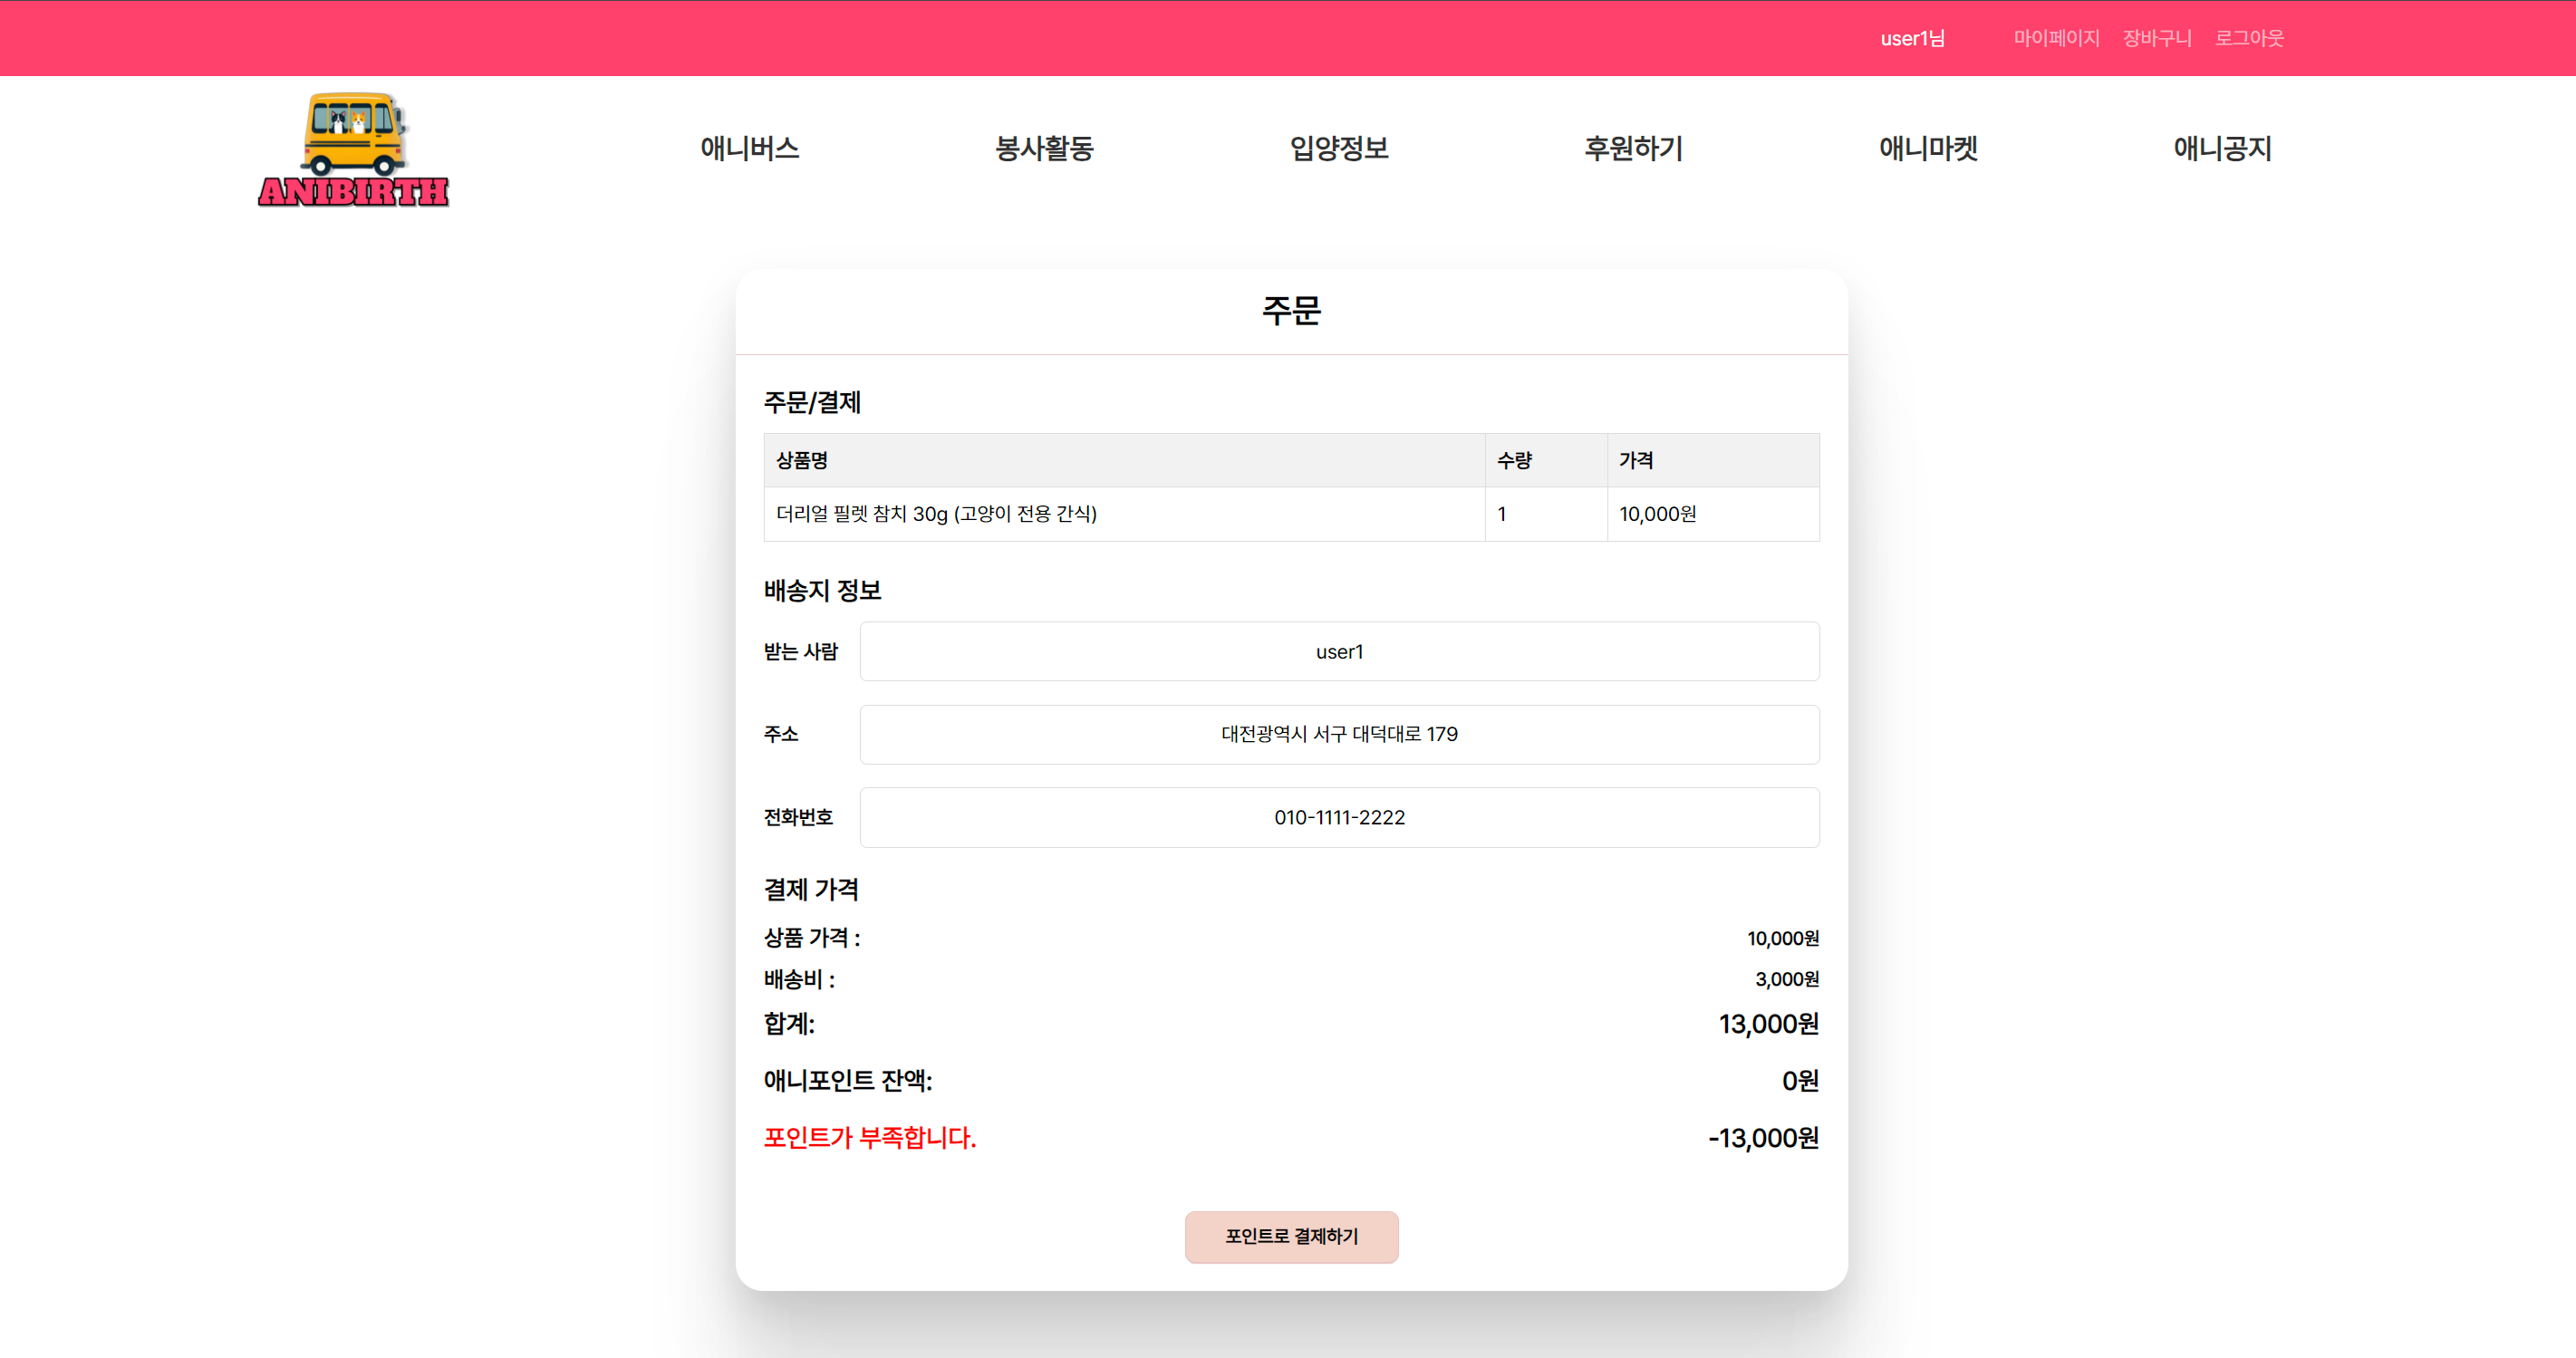 user1님 마이페이지 장바구니 로그아웃
ANIBIRTH
애니버스 봉사활동 입양정보 후원하기 애니마켓 애니공지
주문
주문/결제
상품명 수량 가격
더리얼 필렛 참치 30g (고양이 전용 간식) 1 10,000원
배송지 정보
받는 사람 user1
주소 대전광역시 서구 대덕대로 179
전화번호 010-1111-2222
결제 가격
상품 가격 : 10,000원
배송비 : 3,000원
합계: 13,000원
애니포인트 잔액: 0원
포인트가 부족합니다. -13,000원
포인트로 결제하기